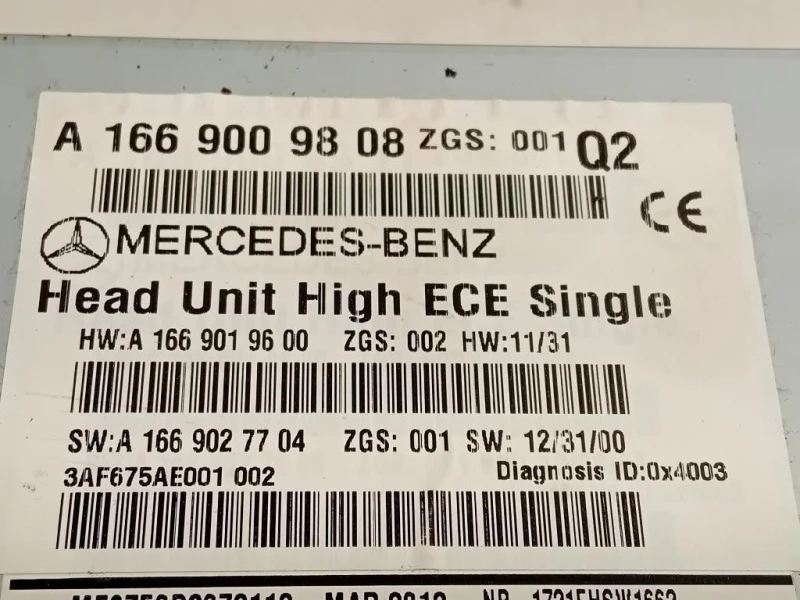 A 166 900 98 08 ZGS: 001 Q2
CE
MERCEDES-BENZ
Head Unit High ECE Single
HW:A 166 901 96 00 ZGS: 002 HW:11/31
SW:A 166 902 77 04 ZGS: 001 SW: 12/31/00
3AF675AE001 002 Diagnosis ID:0x4003